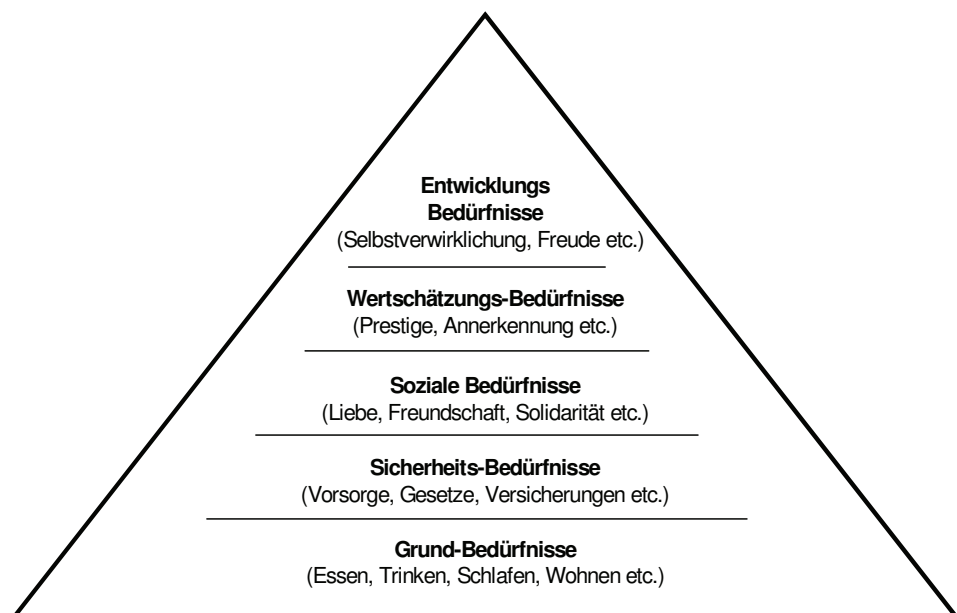 Entwicklungs
Bedürfnisse
(Selbstverwirklichung, Freude etc.)
Wertschätzungs-Bedürfnisse
(Prestige, Annerkennung etc.)
Soziale Bedürfnisse
(Liebe, Freundschaft, Solidarität etc.)
Sicherheits-Bedürfnisse
(Vorsorge, Gesetze, Versicherungen etc.)
Grund-Bedürfnisse
(Essen, Trinken, Schlafen, Wohnen etc.)